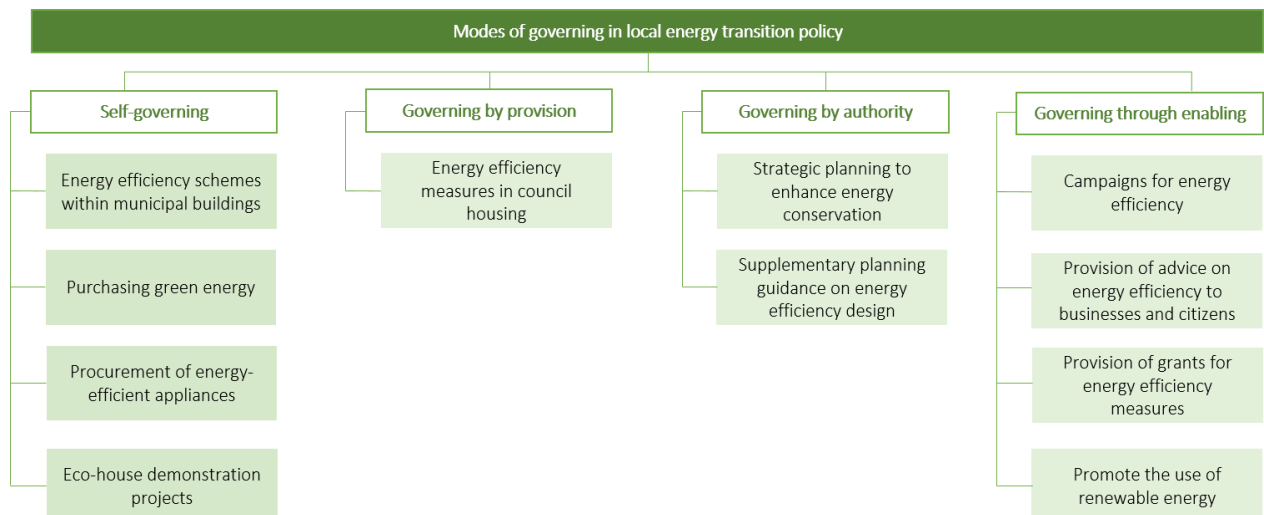 Modes of governing in local energy transition policy
Self-governing
Energy efficiency schemes
within municipal buildings
Purchasing green energy
Procurement of energy-
efficient appliances
Eco-house demonstration
projects
Governing by provision
Energy efficiency
measures in council
housing
Governing by authority
Strategic planning to
enhance energy
conservation
Supplementary planning
guidance on energy
efficiency design
Governing through enabling
Campaigns for energy
efficiency
Provision of advice on
energy efficiency to
businesses and citizens
Provision of grants for
energy efficiency
measures
Promote the use of
renewable energy